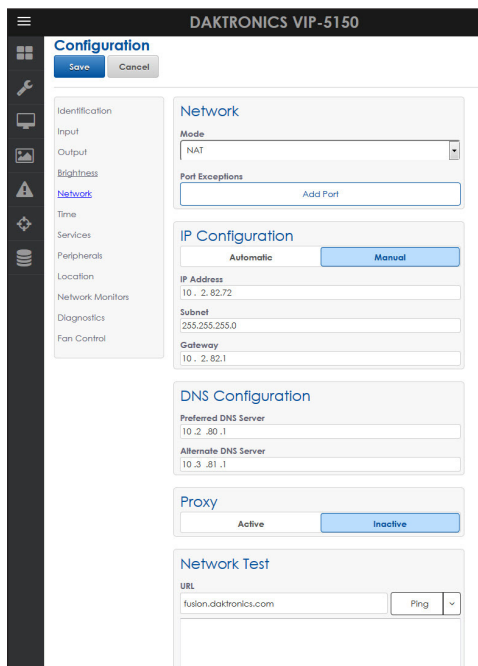 DAKTRONICS VIP-5150
Configuration
Save Cancel
Identification
Input
Output
Brightness
Network
Time
Services
Peripherals
Location
Network Monitors
Diagnostics
Fan Control
Network
Mode
NAT
Port Exceptions
Add Port
IP Configuration
Automatic Manual
IP Address
10 . 2. 82.72
Subnet
255.255.255.0
Gateway
10 . 2. 82.1
DNS Configuration
Preferred DNS Server
10 .2 .80 .1
Alternate DNS Server
10 .3 .81 .1
Proxy
Active Inactive
Network Test
URL
fusion.daktronics.com Ping